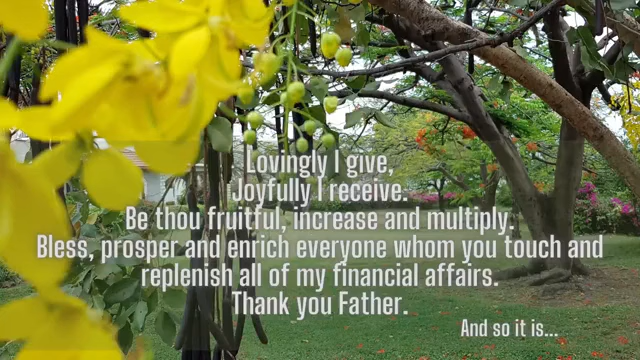 Lovingly I give,
Joyfully I receive.
Be thou fruitful, increase and multiply.
Bless, prosper and enrich everyone whom you touch and
replenish all of my financial affairs.
Thank you Father.
And so it is...